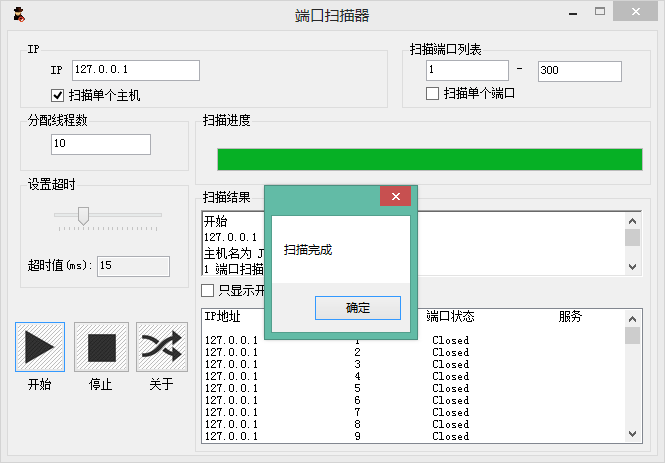 端口扫描器
IP
IP 127.0.0.1
扫描单个主机
扫描端口列表
1 - 300
扫描单个端口
分配线程数
10
扫描进度
设置超时
超时值(ms): 15
扫描结果
开始
127.0.0.1
主机名为 J
1 端口扫描
只显示开
扫描完成
确定
IP地址 端口状态 服务
127.0.0.1 1 Closed
127.0.0.1 2 Closed
127.0.0.1 3 Closed
127.0.0.1 4 Closed
127.0.0.1 5 Closed
127.0.0.1 6 Closed
127.0.0.1 7 Closed
127.0.0.1 8 Closed
127.0.0.1 9 Closed
开始 停止 关于